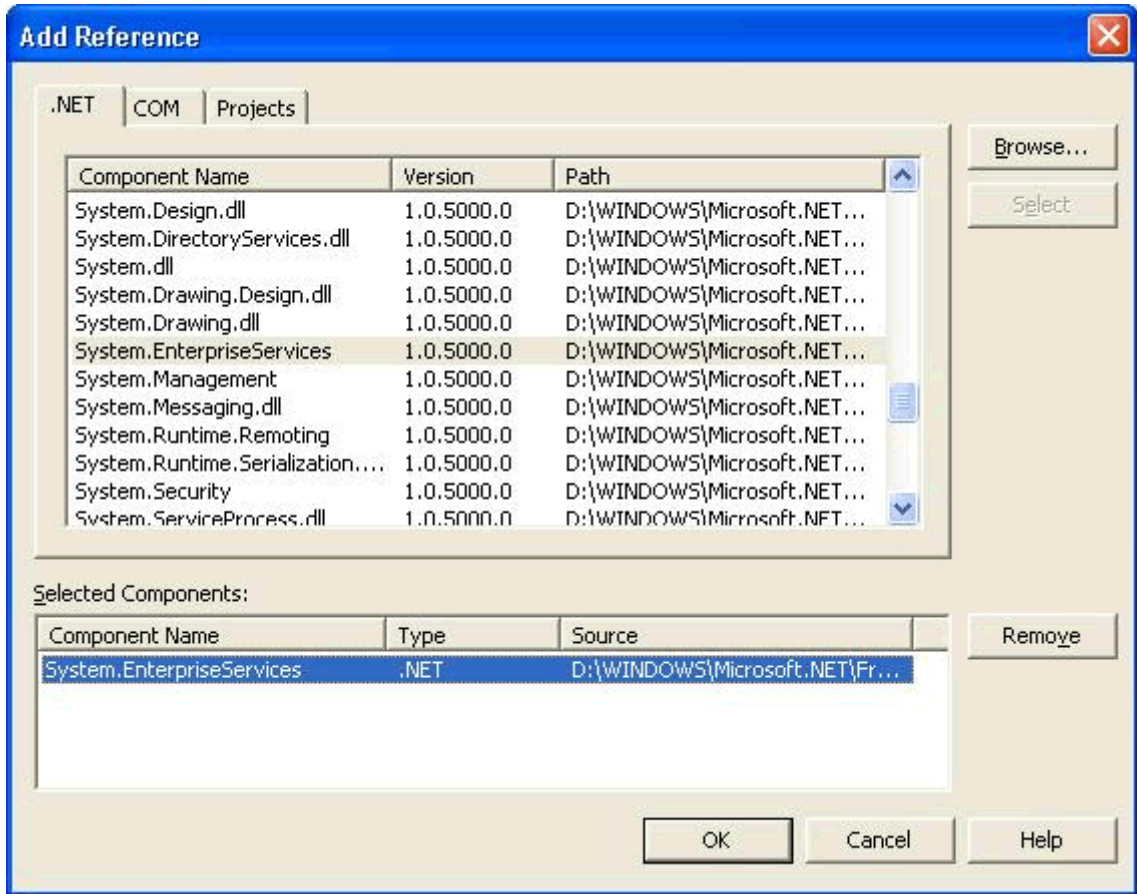 Add Reference
.NET COM Projects
Browse...
Select
Component Name Version Path
System.Design.dll 1.0.5000.0 D:\WINDOWS\Microsoft.NET...
System.DirectoryServices.dll 1.0.5000.0 D:\WINDOWS\Microsoft.NET...
System.dll 1.0.5000.0 D:\WINDOWS\Microsoft.NET...
System.Drawing.Design.dll 1.0.5000.0 D:\WINDOWS\Microsoft.NET...
System.Drawing.dll 1.0.5000.0 D:\WINDOWS\Microsoft.NET...
System.EnterpriseServices 1.0.5000.0 D:\WINDOWS\Microsoft.NET...
System.Management 1.0.5000.0 D:\WINDOWS\Microsoft.NET...
System.Messaging.dll 1.0.5000.0 D:\WINDOWS\Microsoft.NET...
System.Runtime.Remoting 1.0.5000.0 D:\WINDOWS\Microsoft.NET...
System.Runtime.Serialization.... 1.0.5000.0 D:\WINDOWS\Microsoft.NET...
System.Security 1.0.5000.0 D:\WINDOWS\Microsoft.NET...
System.ServiceProcess.dll 1.0.5000.0 D:\WINDOWS\Microsoft.NET...
Selected Components:
Component Name Type Source
Remove
System.EnterpriseServices .NET D:\WINDOWS\Microsoft.NET\Fr...
OK Cancel Help